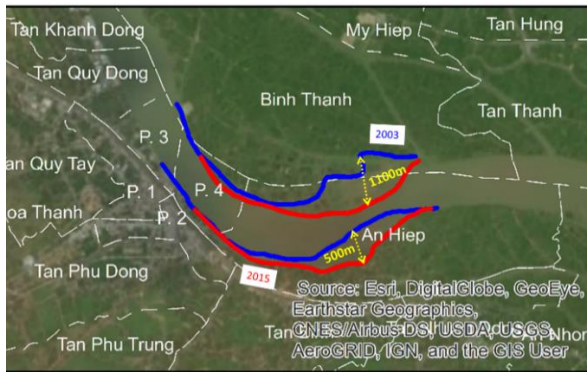 Tan Khanh Dong
My Hiep
Tan Hung
Tan Quy Dong
Binh Thanh
2003
Tan Thanh
P. 3
an Quy Tay
P. 1
P. 4
1100m
oa Thanh
P. 2
An Hiep
500m
Tan Phu Dong
2015
Source: Esri, DigitalGlobe, GeoEye,
Earthstar Geographics,
CNES/Airbus DS, USDA, USGS,
AeroGRID, IGN, and the GIS User
An Nhon
Tan Phu Trung